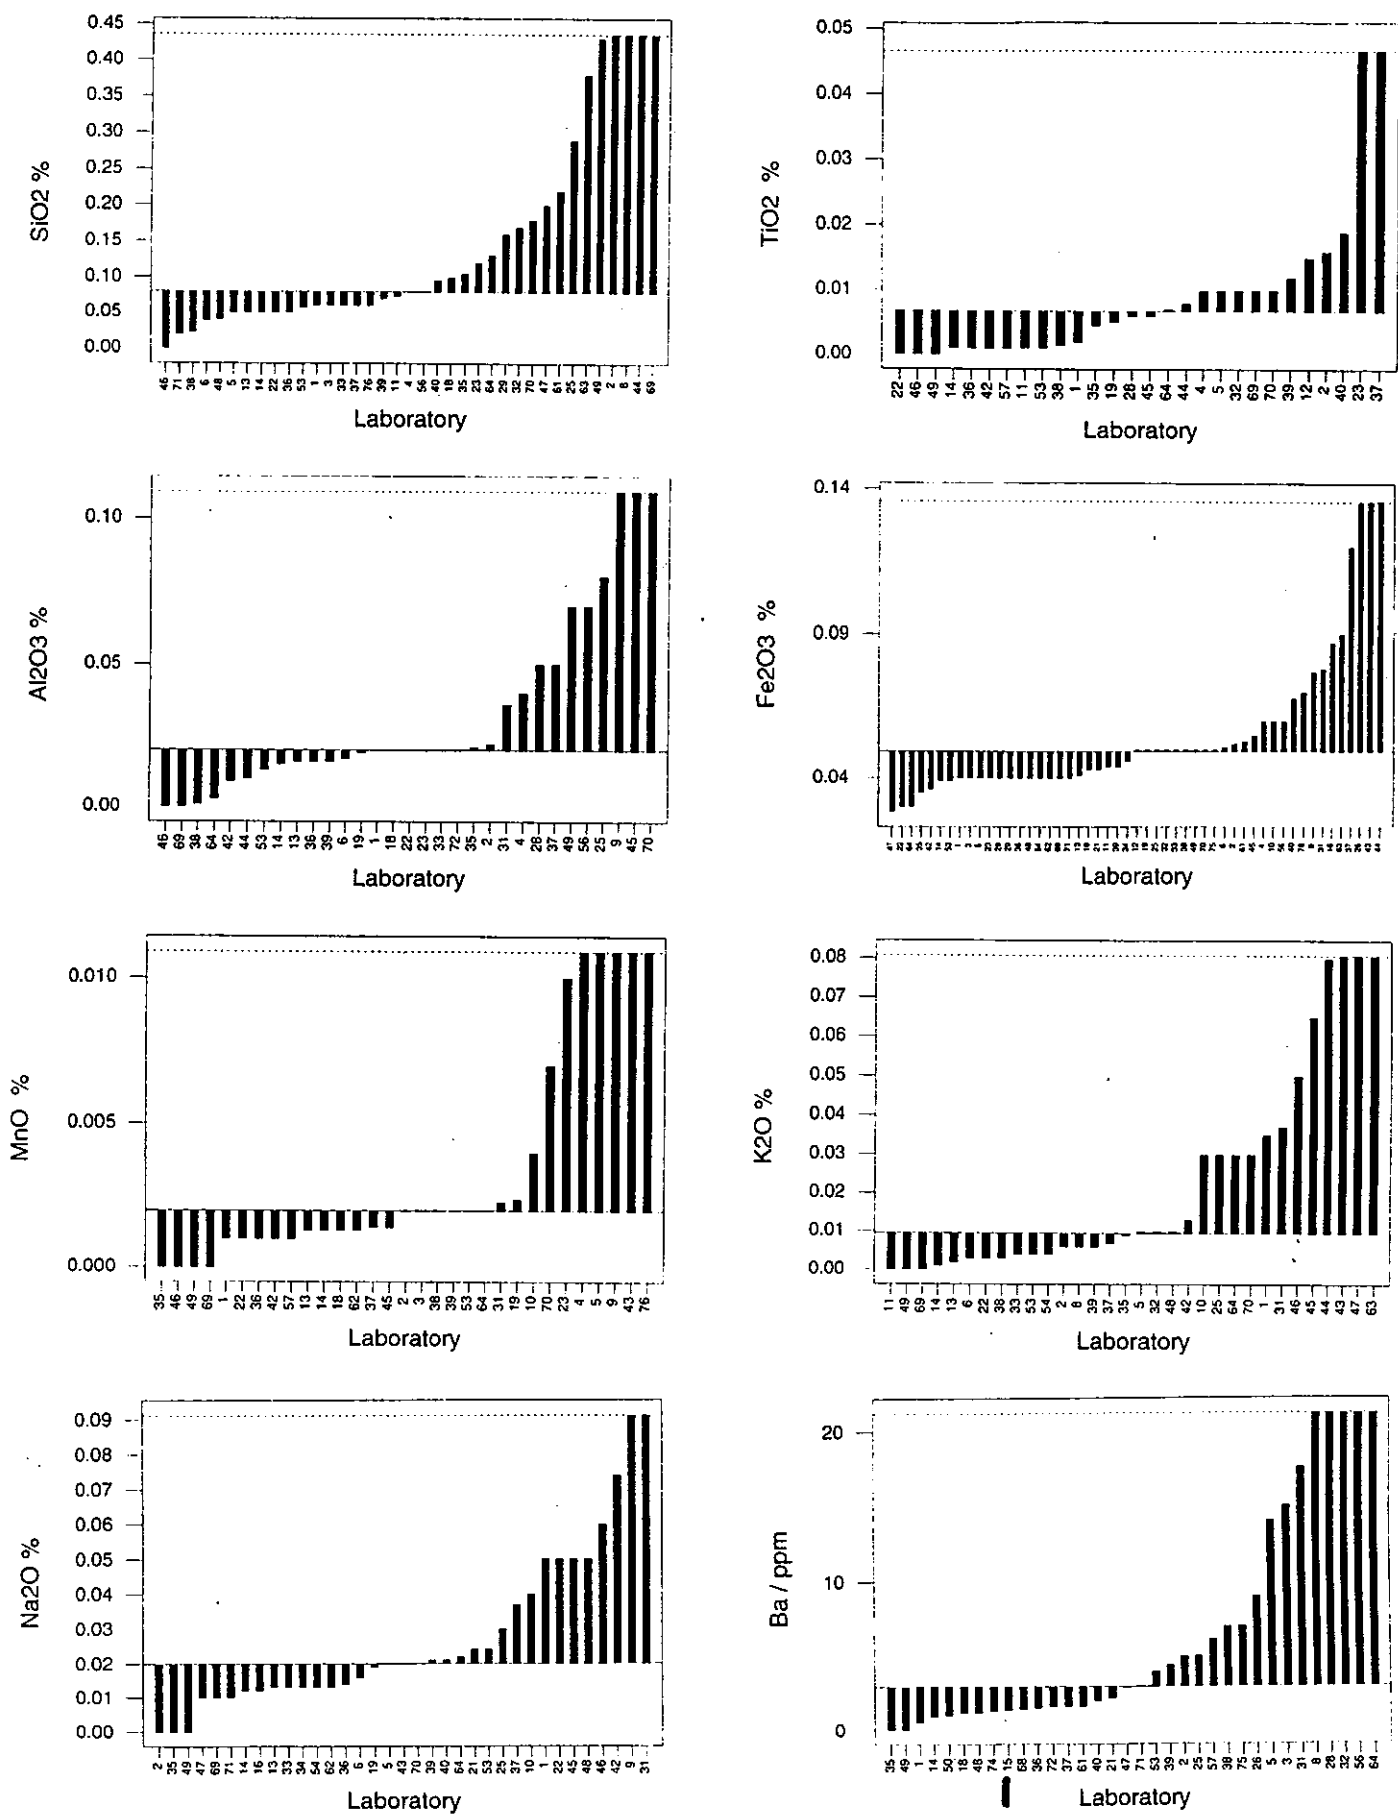 SiO2 %
0.45
0.40
0.35
0.30
0.25
0.20
0.15
0.10
0.05
0.00
46 71 38 6 48 5 13 14 22 36 53 1 3 33 37 76 39 11 4 56 40 18 35 23 64 29 32 70 47 61 25 63 49 2 8 44 69
Laboratory
TiO2 %
0.05
0.04
0.03
0.02
0.01
0.00
22 46 49 14 36 42 57 11 53 38 1 35 19 28 45 64 44 4 5 32 69 70 39 12 2 40 23 37
Laboratory
Al2O3 %
0.10
0.05
0.00
46 69 38 64 42 44 53 14 13 36 39 6 19 1 18 22 23 33 72 35 2 31 4 28 37 49 56 25 9 45 70
Laboratory
Fe2O3 %
0.14
0.09
0.04
Laboratory
MnO %
0.010
0.005
0.000
35 46 49 69 1 22 36 42 57 13 14 18 62 37 45 2 3 38 39 53 64 31 19 10 70 23 4 5 9 43 76
Laboratory
K2O %
0.08
0.07
0.06
0.05
0.04
0.03
0.02
0.01
0.00
11 49 69 14 13 6 22 38 33 53 54 2 8 39 37 35 5 32 48 42 10 25 64 70 1 31 46 45 44 43 47 63
Laboratory
Na2O %
0.09
0.08
0.07
0.06
0.05
0.04
0.03
0.02
0.01
0.00
2 35 49 47 69 71 14 16 13 33 34 54 62 36 6 19 5 43 70 39 40 64 21 53 25 37 10 1 22 45 48 46 42 9 31
Laboratory
Ba / ppm
20
10
0
35 49 1 14 50 18 48 74 15 68 36 72 37 61 40 21 47 71 53 39 2 25 57 38 75 26 5 3 31 8 28 32 56 64
Laboratory